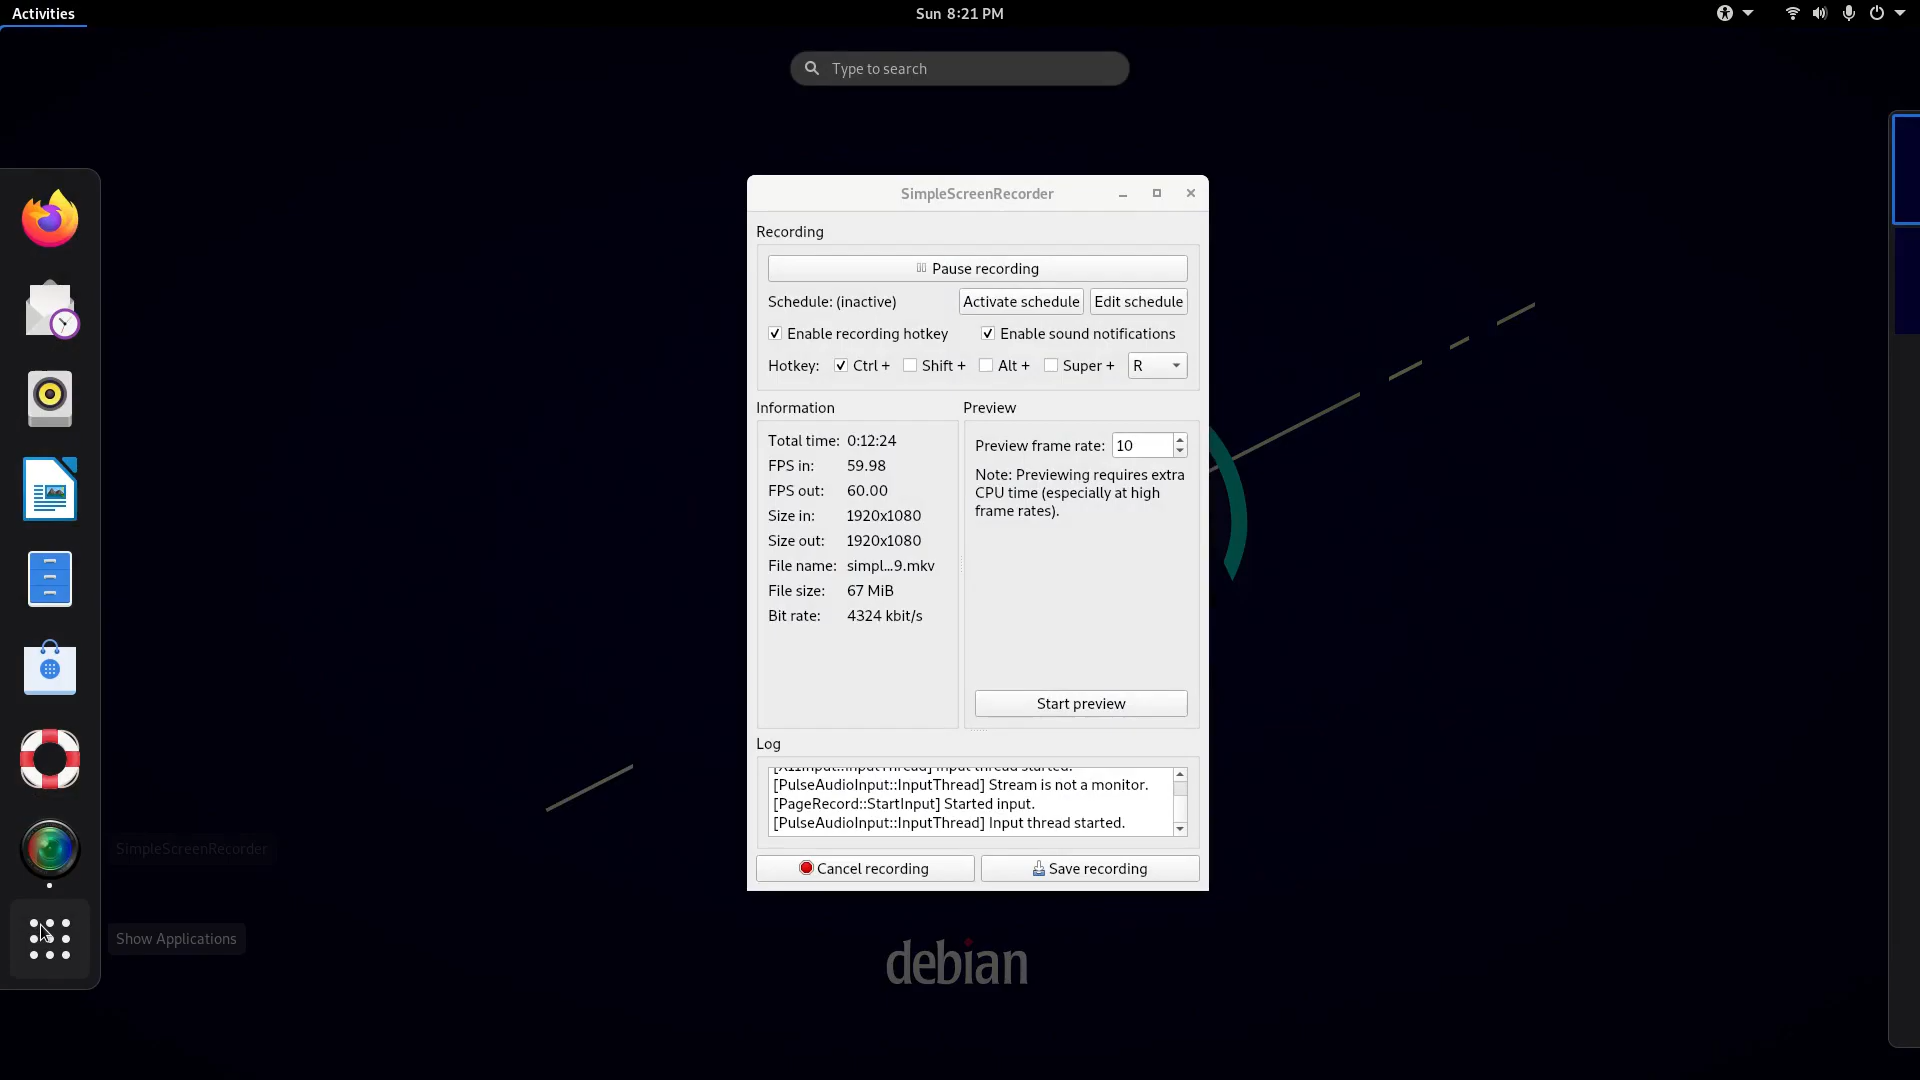 Activities
Sun 8:21 PM
Type to search
SimpleScreenRecorder
Recording
Pause recording
Schedule: (inactive)
Activate schedule
Edit schedule
Enable recording hotkey
Enable sound notifications
Hotkey:
Ctrl +
Shift +
Alt +
Super +
R
Information
Total time: 0:12:24
FPS in: 59.98
FPS out: 60.00
Size in: 1920x1080
Size out: 1920x1080
File name: simpl...9.mkv
File size: 67 MiB
Bit rate: 4324 kbit/s
Preview
Preview frame rate: 10
Note: Previewing requires extra
CPU time (especially at high
frame rates).
Start preview
Log
[X11Input::InputThread] Input thread started.
[PulseAudioInput::InputThread] Stream is not a monitor.
[PageRecord::StartInput] Started input.
[PulseAudioInput::InputThread] Input thread started.
Cancel recording
Save recording
SimpleScreenRecorder
Show Applications
debian